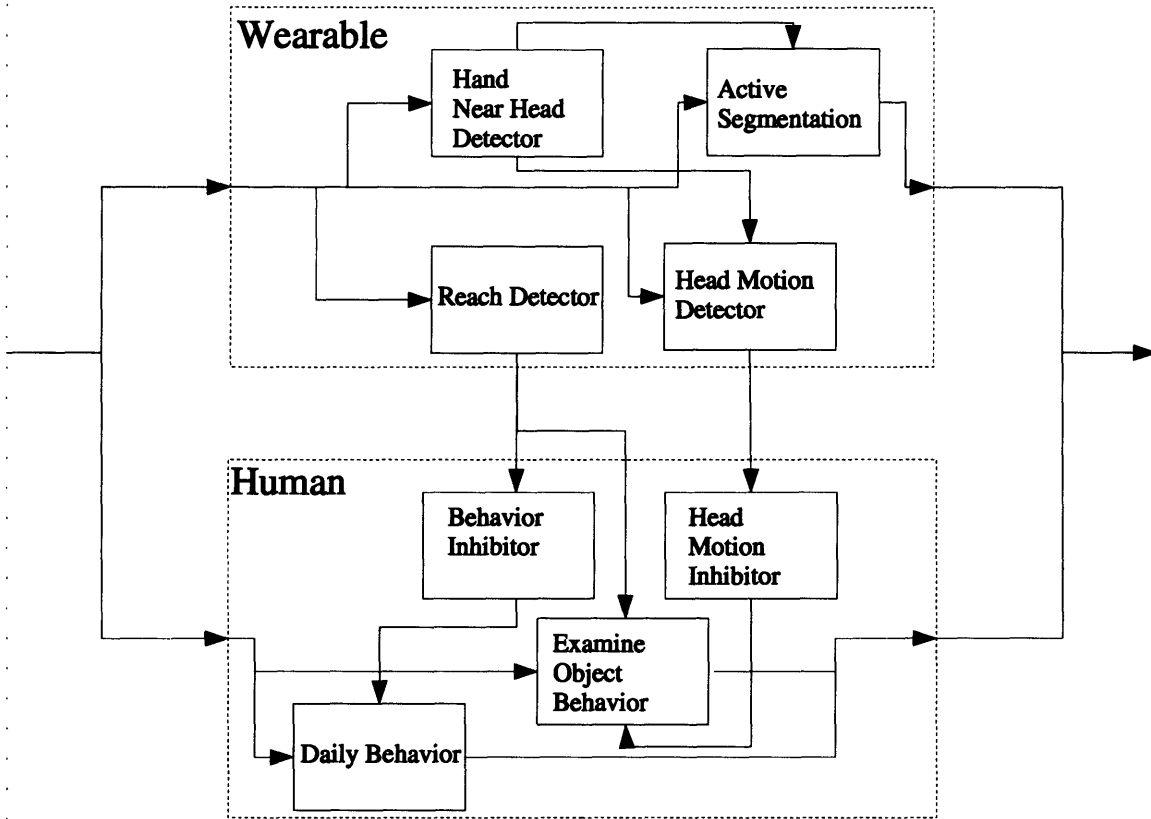 Wearable
Hand
Near Head
Detector
Active
Segmentation
Reach Detector
Head Motion
Detector
Human
Behavior
Inhibitor
Head
Motion
Inhibitor
Examine
Object
Behavior
Daily Behavior